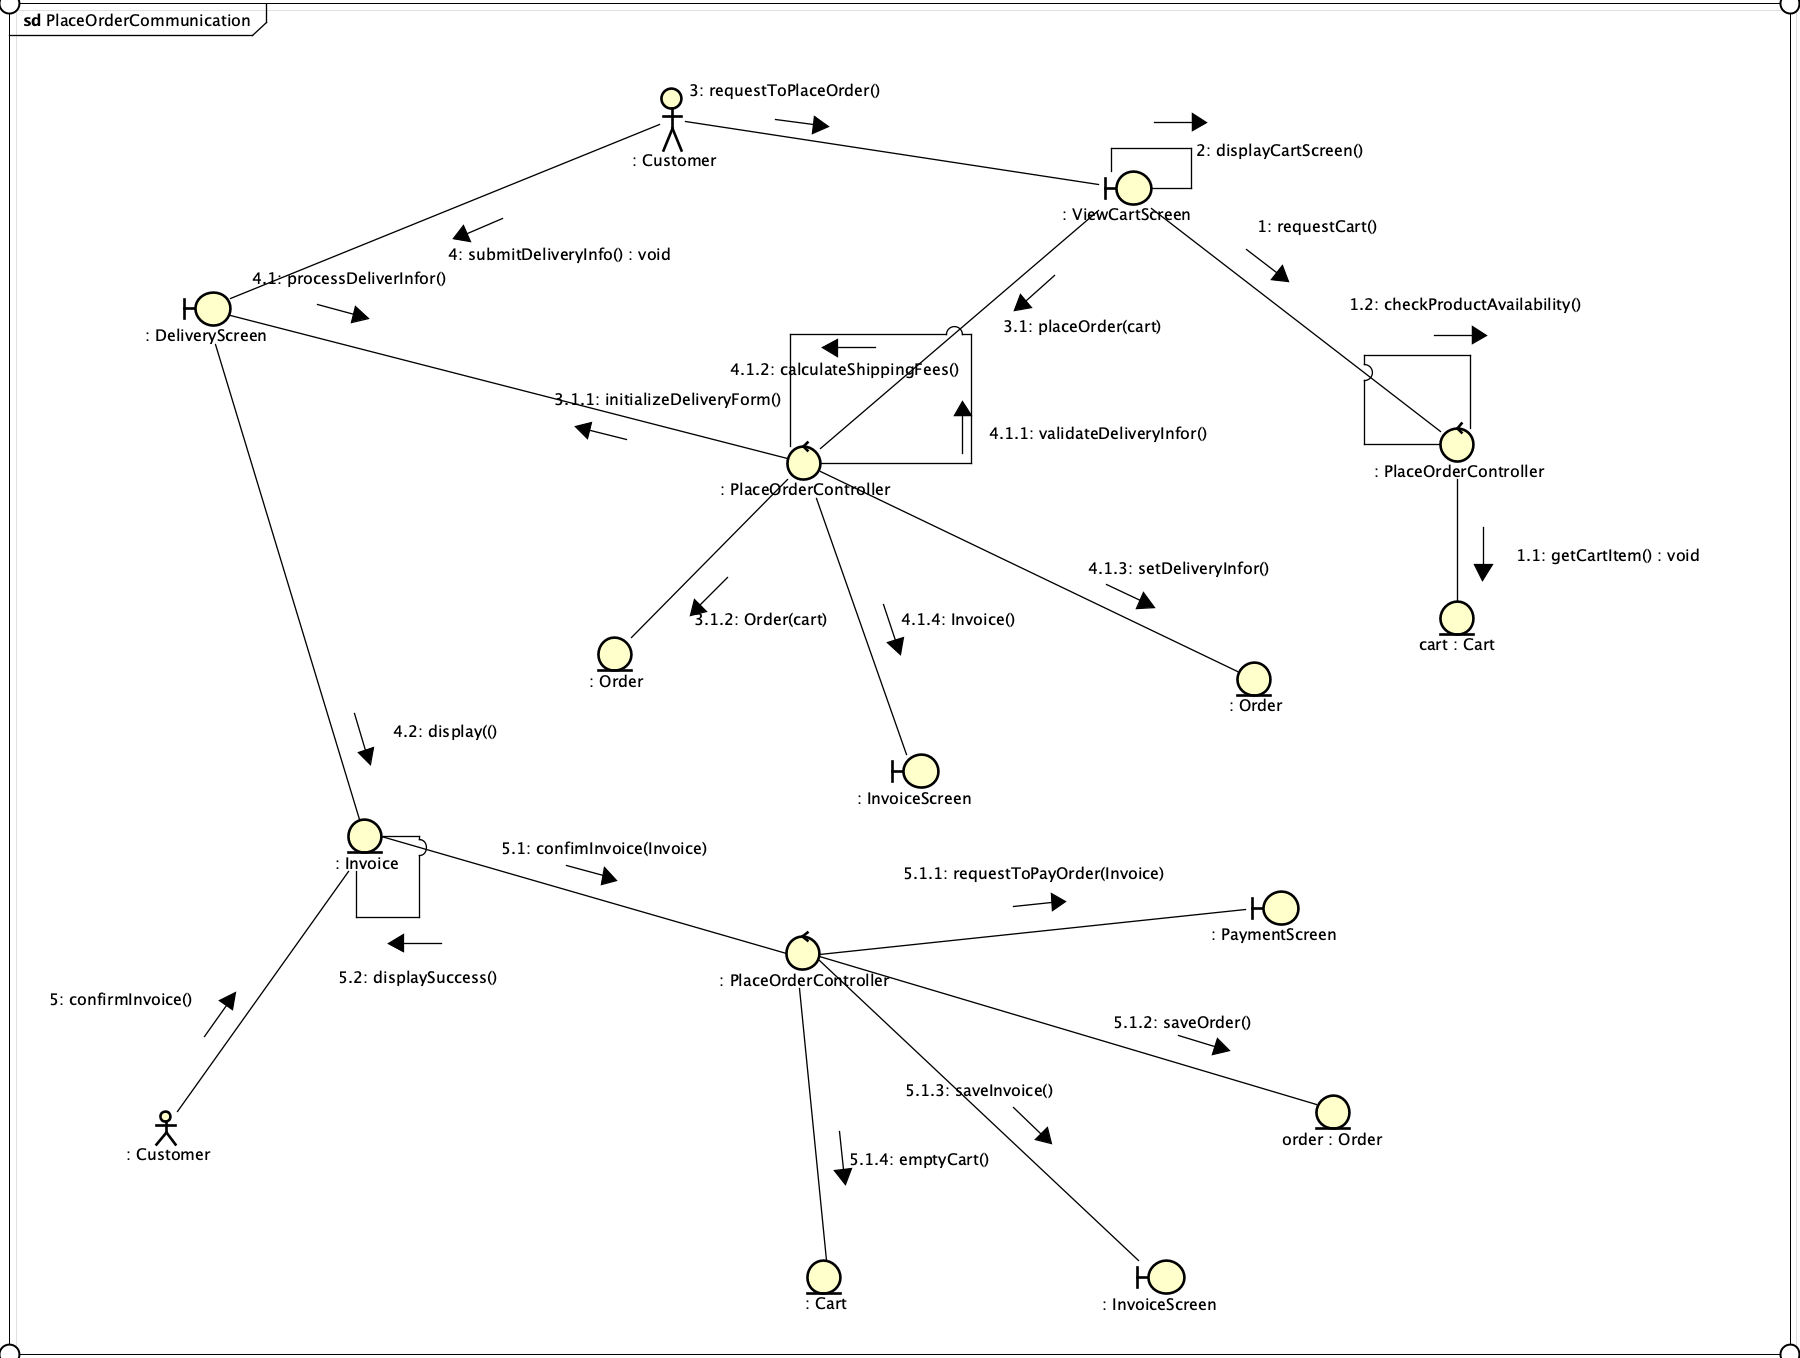 sd PlaceOrderCommunication
3: requestToPlaceOrder()
: Customer
2: displayCartScreen()
: ViewCartScreen
1: requestCart()
4: submitDeliveryInfo() : void
4.1: processDeliverInfor()
1.2: checkProductAvailability()
3.1: placeOrder(cart)
: DeliveryScreen
4.1.2: calculateShippingFees()
3.1.1: initializeDeliveryForm()
4.1.1: validateDeliveryInfor()
: PlaceOrderController
: PlaceOrderController
1.1: getCartItem() : void
4.1.3: setDeliveryInfor()
3.1.2: Order(cart)
4.1.4: Invoice()
cart : Cart
: Order
: Order
4.2: display(()
: InvoiceScreen
5.1: confimInvoice(Invoice)
: Invoice
5.1.1: requestToPayOrder(Invoice)
: PaymentScreen
5.2: displaySuccess()
: PlaceOrderController
5: confirmInvoice()
5.1.2: saveOrder()
5.1.3: saveInvoice()
order : Order
: Customer
5.1.4: emptyCart()
: Cart
: InvoiceScreen